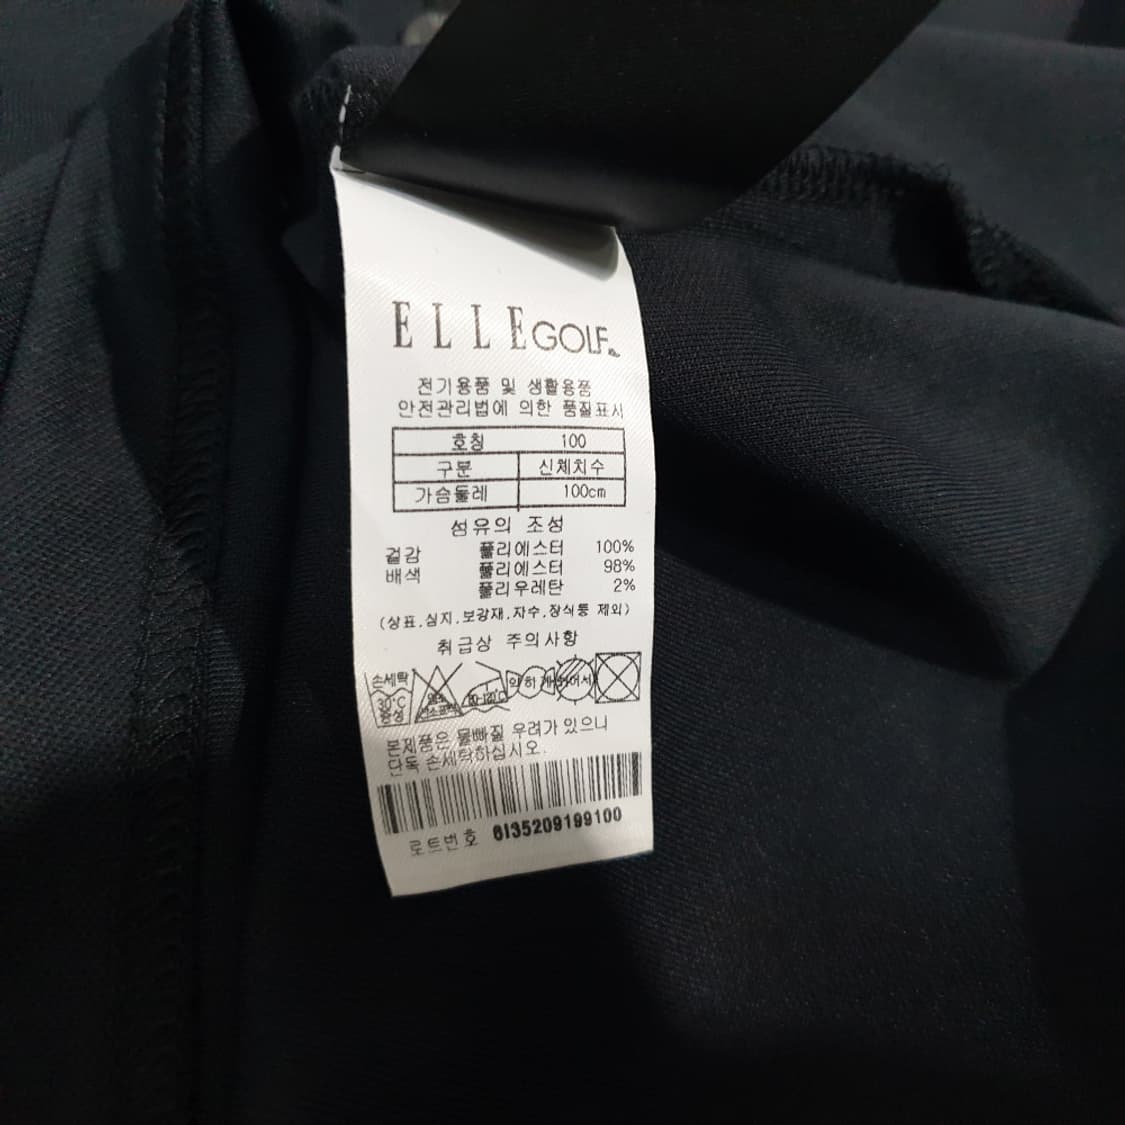 ELLE GOLF
전기용품 및 생활용품
안전관리법에 의한 품질표시
호칭 100
구분 신체치수
가슴둘레 100cm
섬유의 조성
겉감 폴리에스터 100%
배색 폴리에스터 98%
폴리우레탄 2%
(상표,심지,보강재,자수,장식등 제외)
취급상 주의사항
손세탁 30°C 중성 80~120°C 약하게
본제품은 물빠질 우려가 있으니
단독 손세탁하십시오.
로트번호 6I35209199100